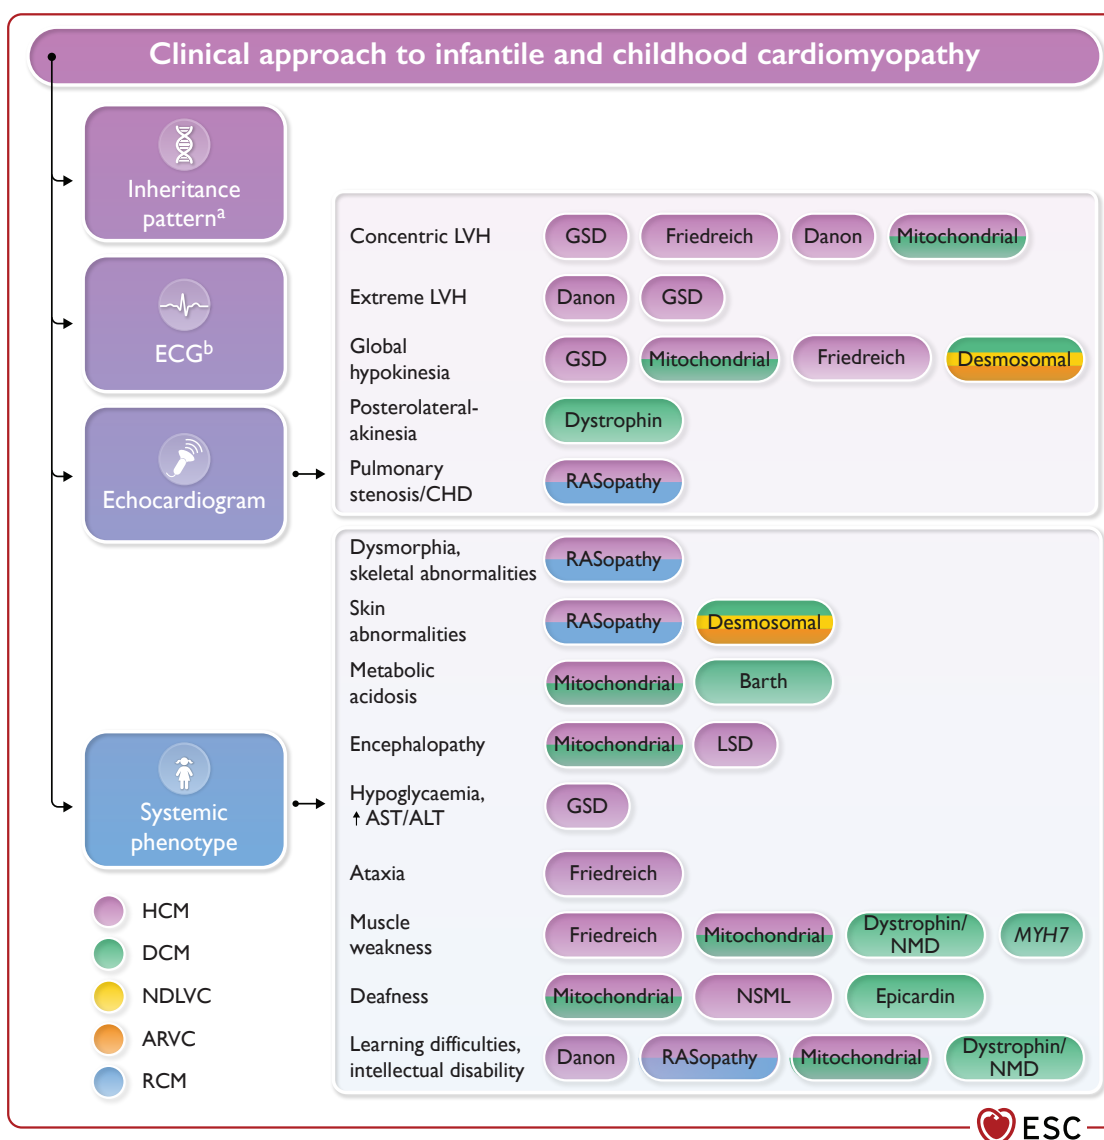 Clinical approach to infantile and childhood cardiomyopathy
Inheritance
patternᵃ
ECGᵇ
Echocardiogram
Concentric LVH GSD Friedreich Danon Mitochondrial
Extreme LVH Danon GSD
Global
hypokinesia GSD Mitochondrial Friedreich Desmosomal
Posterolateral-
akinesia Dystrophin
Pulmonary
stenosis/CHD RASopathy
Systemic
phenotype
Dysmorphia,
skeletal abnormalities RASopathy
Skin
abnormalities RASopathy Desmosomal
Metabolic
acidosis Mitochondrial Barth
Encephalopathy Mitochondrial LSD
Hypoglycaemia,
↑ AST/ALT GSD
Ataxia Friedreich
Muscle
weakness Friedreich Mitochondrial Dystrophin/
NMD MYH7
Deafness Mitochondrial NSML Epicardin
Learning difficulties,
intellectual disability Danon RASopathy Mitochondrial Dystrophin/
NMD
HCM
DCM
NDLVC
ARVC
RCM
ESC